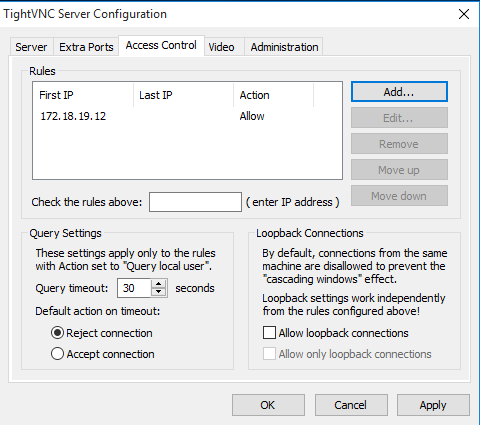 TightVNC Server Configuration
Server Extra Ports Access Control Video Administration
Rules
First IP Last IP Action
172.18.19.12 Allow
Add...
Edit...
Remove
Move up
Move down
Check the rules above: ( enter IP address )
Query Settings
These settings apply only to the rules
with Action set to "Query local user".
Query timeout: 30 seconds
Default action on timeout:
Reject connection
Accept connection
Loopback Connections
By default, connections from the same
machine are disallowed to prevent the
"cascading windows" effect.
Loopback settings work independently
from the rules configured above!
Allow loopback connections
Allow only loopback connections
OK Cancel Apply